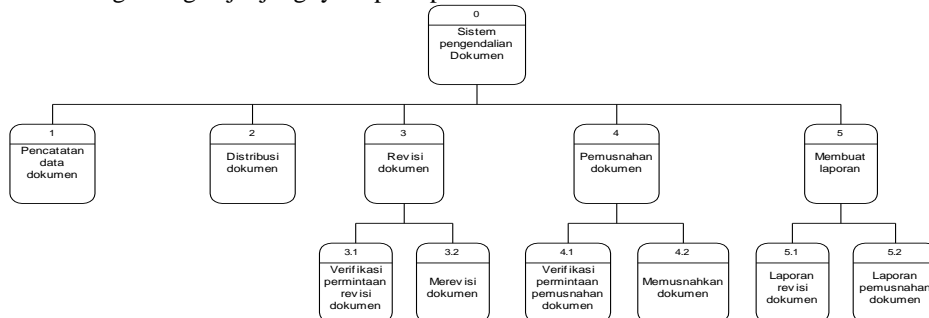 0
Sistem
pengendalian
Dokumen
1
Pencatatan
data
dokumen
2
Distribusi
dokumen
3
Revisi
dokumen
4
Pemusnahan
dokumen
5
Membuat
laporan
3.1
Verifikasi
permintaan
revisi
dokumen
3.2
Merevisi
dokumen
4.1
Verifikasi
permintaan
pemusnahan
dokumen
4.2
Memusnahkan
dokumen
5.1
Laporan
revisi
dokumen
5.2
Laporan
pemusnahan
dokumen